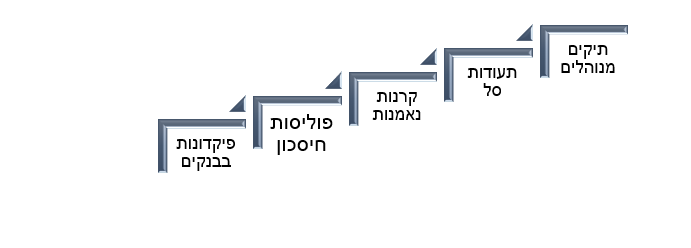 פיקדונות
בבנקים
פוליסות
חיסכון
קרנות
נאמנות
תעודות
סל
תיקים
מנוהלים